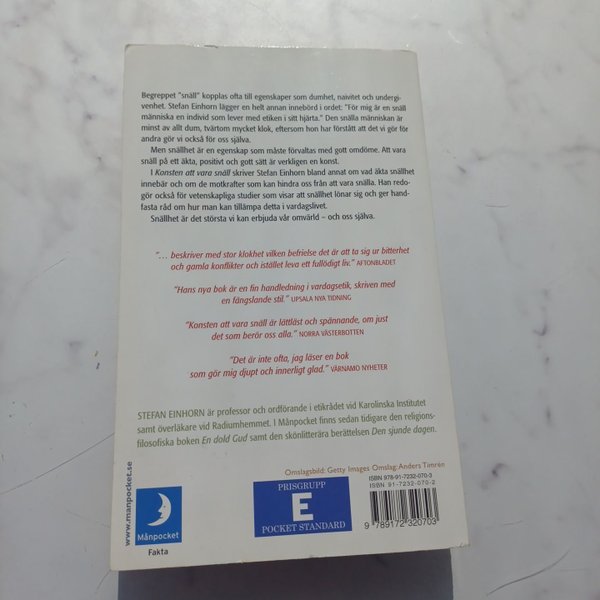 Begreppet "snäll" kopplas ofta till egenskaper som dumhet, naivitet och undergi-
venhet. Stefan Einhorn lägger en helt annan innebörd i ordet: "För mig är en snäll
människa en individ som lever med etiken i sitt hjärta." Den snälla människan är
minst av allt dum, tvärtom mycket klok, eftersom hon har förstått att det vi gör för
andra gör vi också för oss själva.
Men snällhet är en egenskap som måste förvaltas med gott omdöme. Att vara
snäll på ett äkta, positivt och gott sätt är verkligen en konst.
I Konsten att vara snäll skriver Stefan Einhorn bland annat om vad äkta snällhet
innebär och om de motkrafter som kan hindra oss från att vara snälla. Han redo-
gör också för vetenskapliga studier som visar att snällhet lönar sig och ger hand-
fasta råd om hur man kan tillämpa detta i vardagslivet.
Snällhet är det största vi kan erbjuda vår omvärld – och oss själva.
"... beskriver med stor klokhet vilken befrielse det är att ta sig ur bitterhet
och gamla konflikter och istället leva ett fullödigt liv." AFTONBLADET
"Hans nya bok är en fin handledning i vardagsetik, skriven med
en fängslande stil." UPSALA NYA TIDNING
"Konsten att vara snäll är lättläst och spännande, om just
det som berör oss alla." NORRA VÄSTERBOTTEN
"Det är inte ofta, jag läser en bok
som gör mig djupt och innerligt glad." VÄRNAMO NYHETER
STEFAN EINHORN är professor och ordförande i etikrådet vid Karolinska Institutet
samt överläkare vid Radiumhemmet. I Månpocket finns sedan tidigare den religions-
filosofiska boken En dold Gud samt den skönlitterära berättelsen Den sjunde dagen.
Omslagsbild: Getty Images Omslag: Anders Timrén
www.manpocket.se
Månpocket
Fakta
PRISGRUPP
E
POCKET STANDARD
ISBN 978-91-7232-070-3
ISBN 91-7232-070-2
9 789172 320703